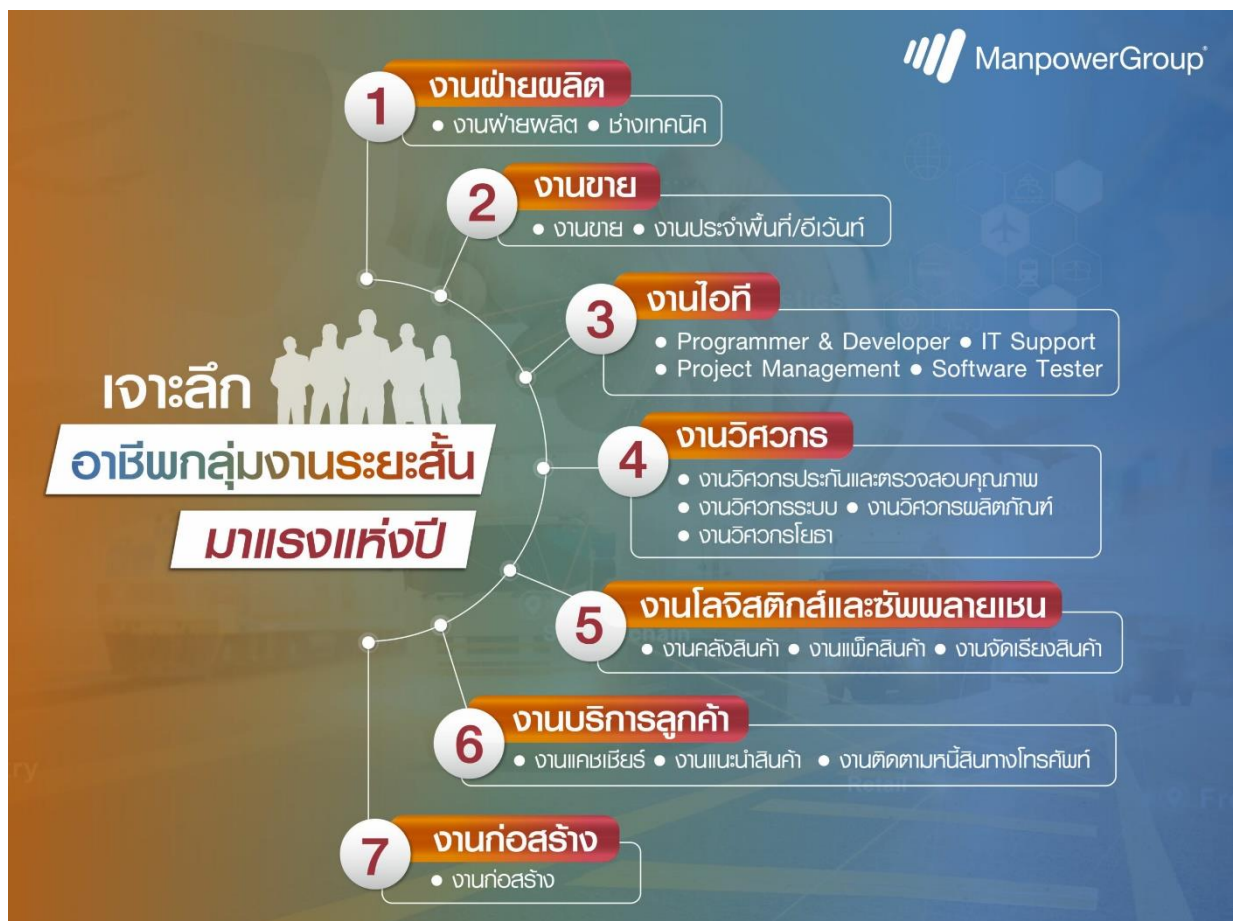 ManpowerGroup
เจาะลึก
อาชีพกลุ่มงานระยะสั้น
มาแรงแห่งปี
1 งานฝ่ายผลิต
● งานฝ่ายผลิต ● ช่างเทคนิค
2 งานขาย
● งานขาย ● งานประจำพื้นที่/อีเว้นท์
3 งานไอที
● Programmer & Developer ● IT Support
● Project Management ● Software Tester
4 งานวิศวกร
● งานวิศวกรประกันและตรวจสอบคุณภาพ
● งานวิศวกรระบบ ● งานวิศวกรผลิตภัณฑ์
● งานวิศวกรโยธา
5 งานโลจิสติกส์และซัพพลายเชน
● งานคลังสินค้า ● งานแพ็คสินค้า ● งานจัดเรียงสินค้า
6 งานบริการลูกค้า
● งานแคชเชียร์ ● งานแนะนำสินค้า ● งานติดตามหนี้สินทางโทรศัพท์
7 งานก่อสร้าง
● งานก่อสร้าง